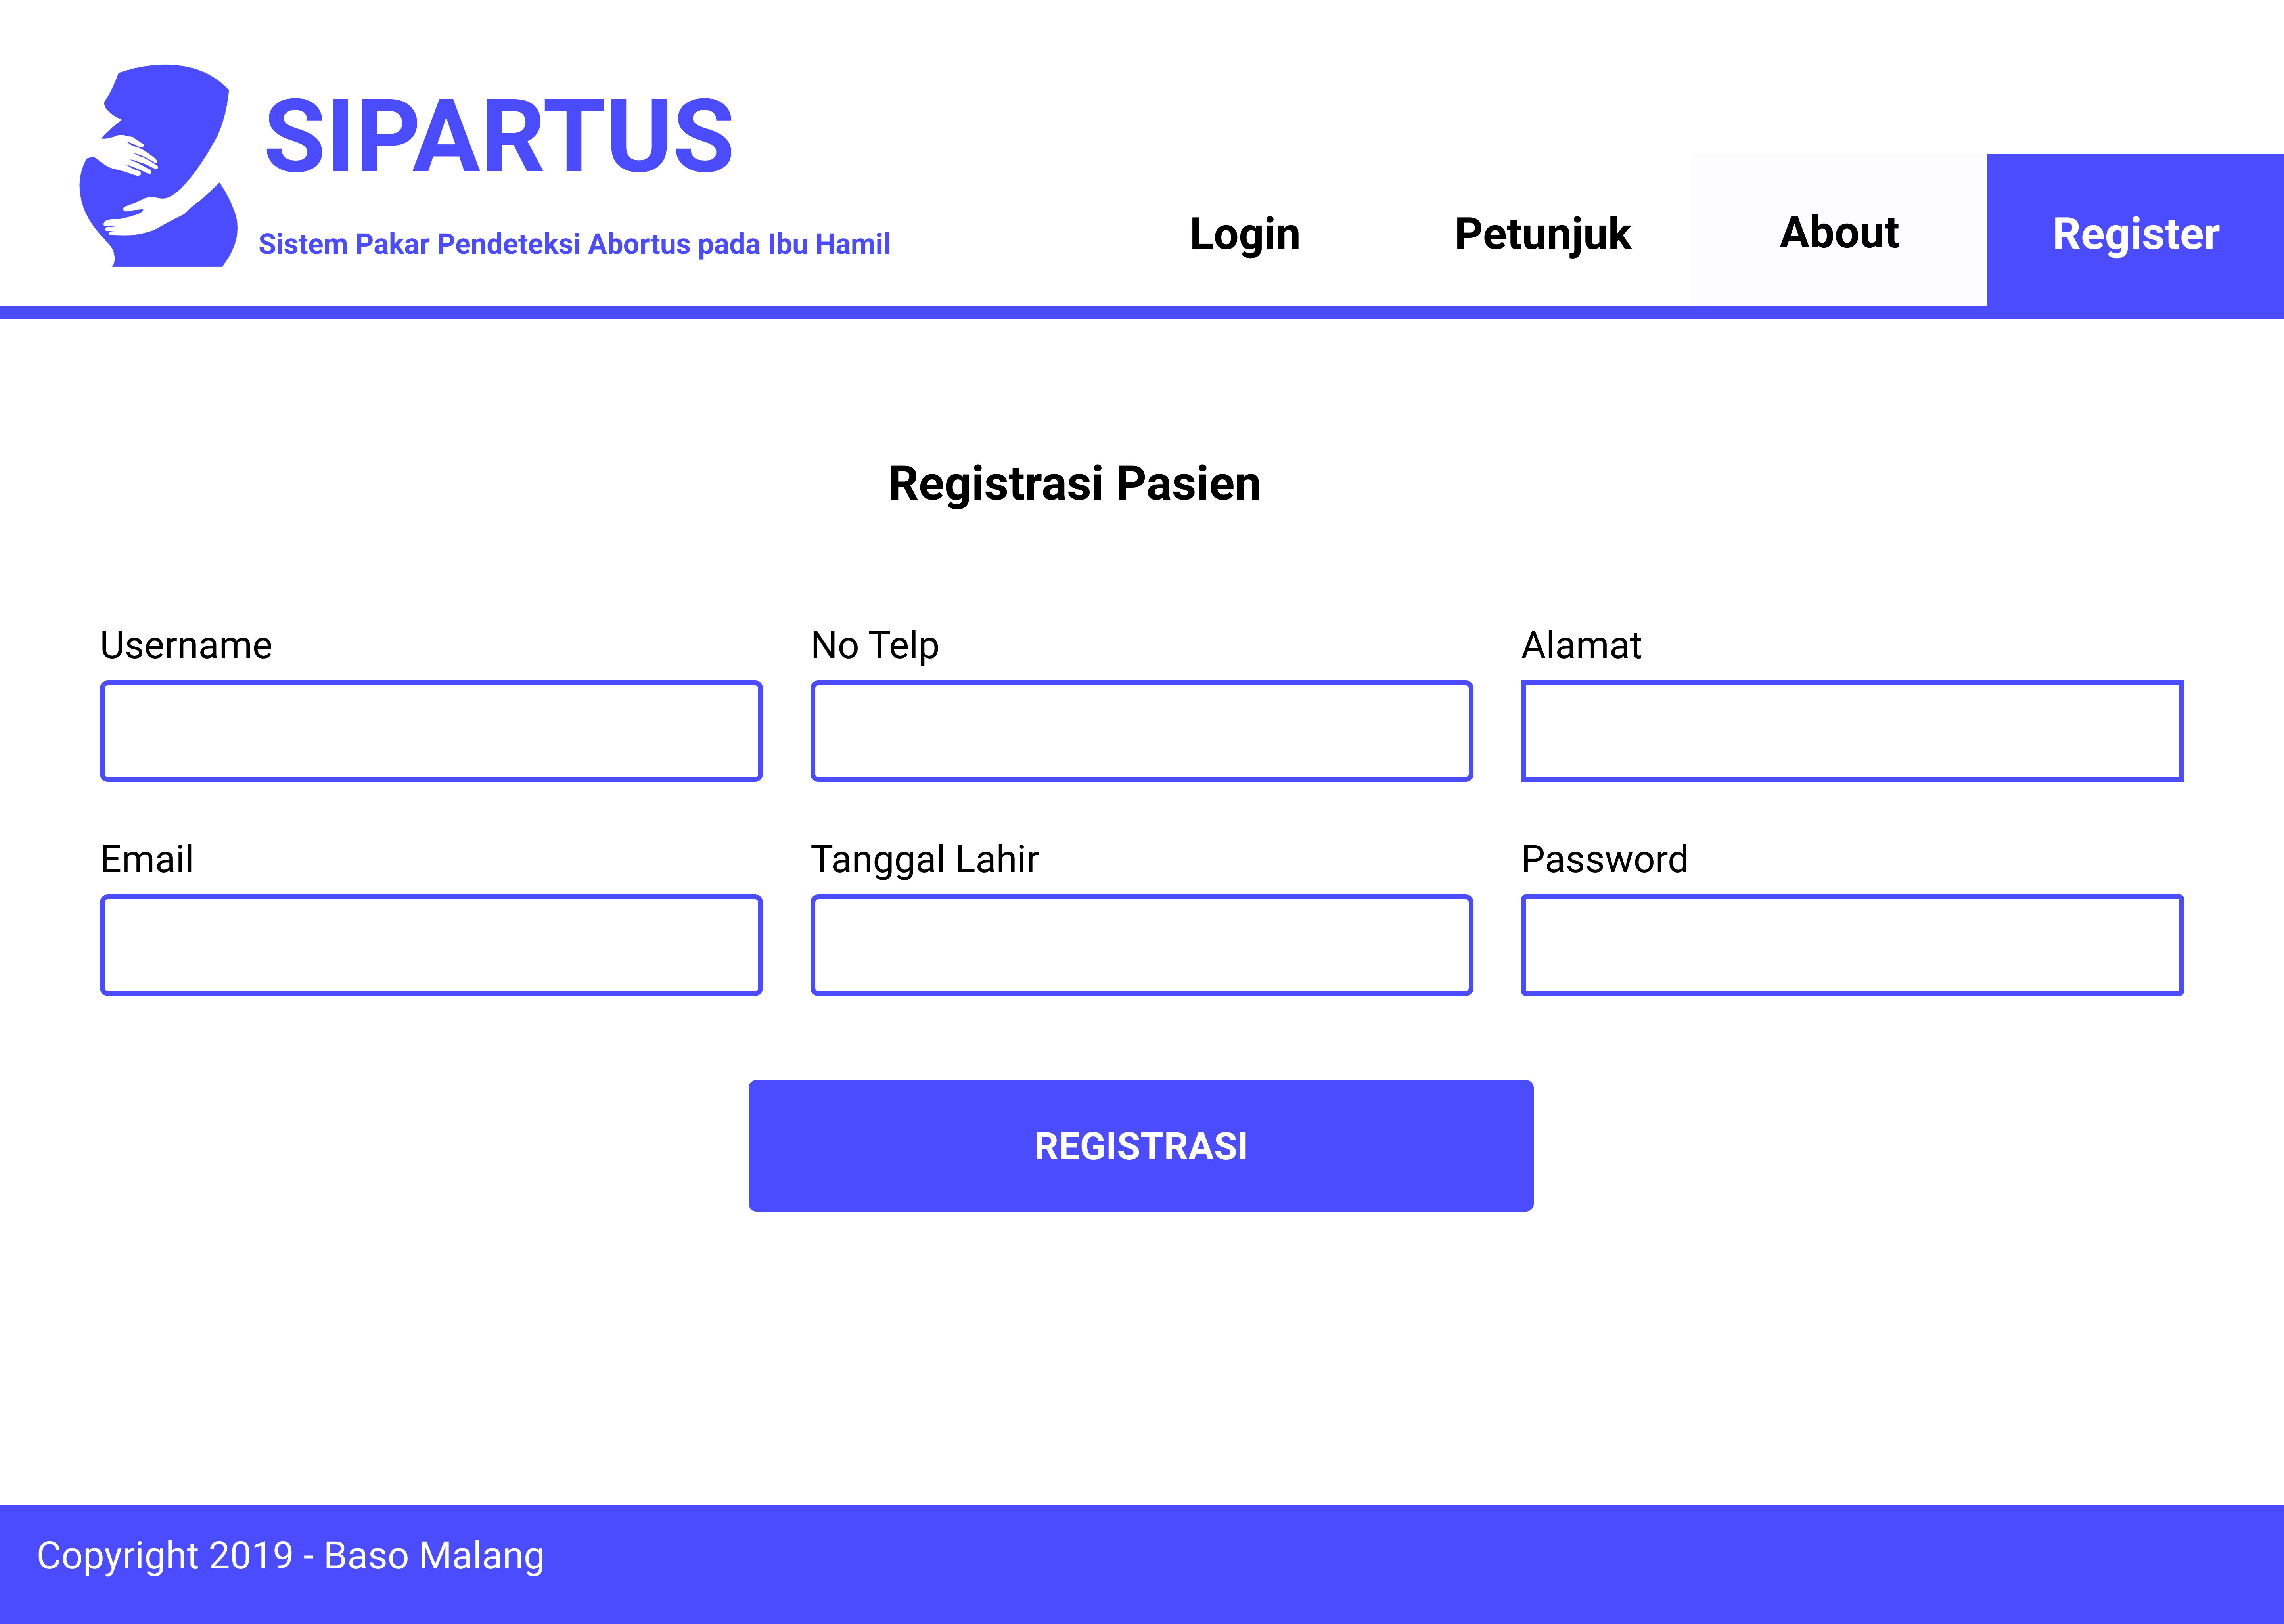 SIPARTUS
Sistem Pakar Pendeteksi Abortus pada Ibu Hamil
Login
Petunjuk
About
Register
Registrasi Pasien
Username
No Telp
Alamat
Email
Tanggal Lahir
Password
REGISTRASI
Copyright 2019 - Baso Malang